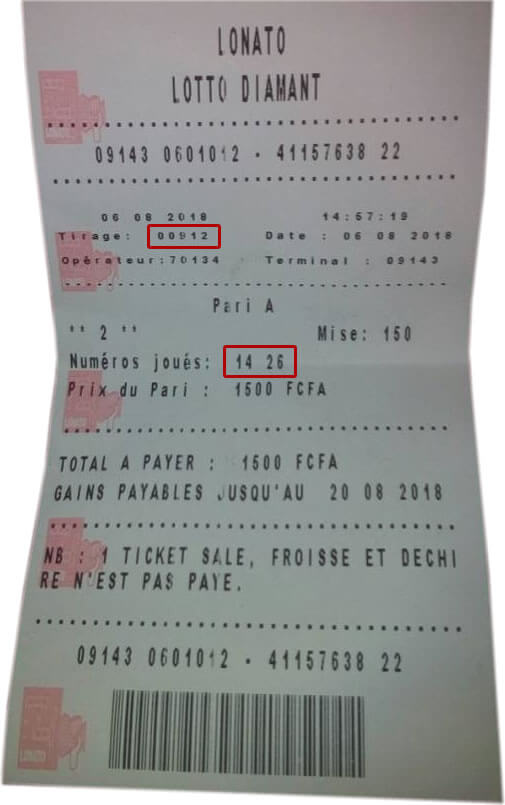 LONATO
LOTTO DIAMANT
09143 0601012 - 41157638 22
06 08 2018 14:57:19
Tirage: 00912 Date : 06 08 2018
Opérateur:70134 Terminal : 09143
Pari A
** 2 ** Mise: 150
Numéros joués: 14 26
Prix du Pari : 1500 FCFA
TOTAL A PAYER : 1500 FCFA
GAINS PAYABLES JUSQU'AU 20 08 2018
NB : 1 TICKET SALE, FROISSE ET DECHI
RE N'EST PAS PAYE.
09143 0601012 - 41157638 22
LONATO